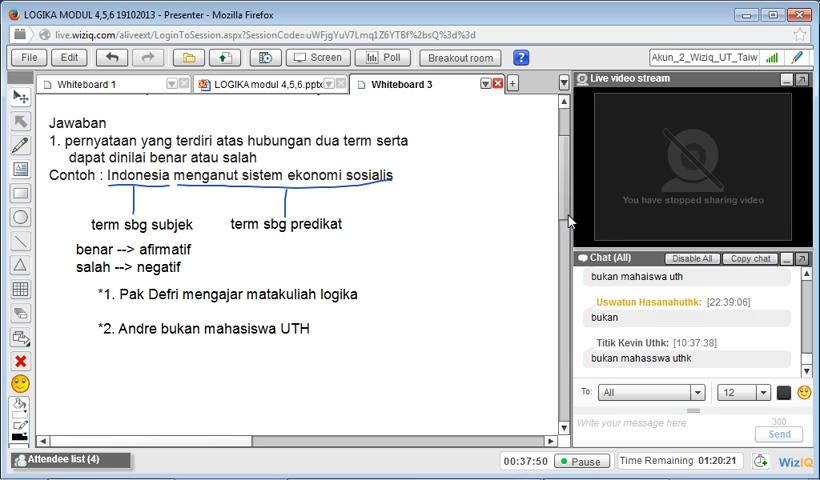 LOGIKA MODUL 4,5,6 19102013 - Presenter - Mozilla Firefox
live.wiziq.com/aliveext/LoginToSession.aspx?SessionCode=uWFjgYuV7Lmq1Z6YTBf%2bsQ%3d%3d
File
Edit
Screen
Poll
Breakout room
?
Akun_2_Wiziq_UT_Taiw
Whiteboard 1
LOGIKA modul 4,5,6.pptx
Whiteboard 3
+
Jawaban
1. pernyataan yang terdiri atas hubungan dua term serta
dapat dinilai benar atau salah
Contoh : Indonesia menganut sistem ekonomi sosialis
term sbg subjek
term sbg predikat
benar --> afirmatif
salah --> negatif
*1. Pak Defri mengajar matakuliah logika
*2. Andre bukan mahasiswa UTH
Live video stream
You have stopped sharing video
Chat (All)
Disable All
Copy chat
bukan mahaiswa uth
Uswatun Hasanahuthk: [22:39:06]
bukan
Titik Kevin Uthk: [10:37:38]
bukan mahasswa uthk
To:
All
12
Write your message here.
300
Send
Attendee list (4)
00:37:50
Pause
Time Remaining
01:20:21
WizIQ